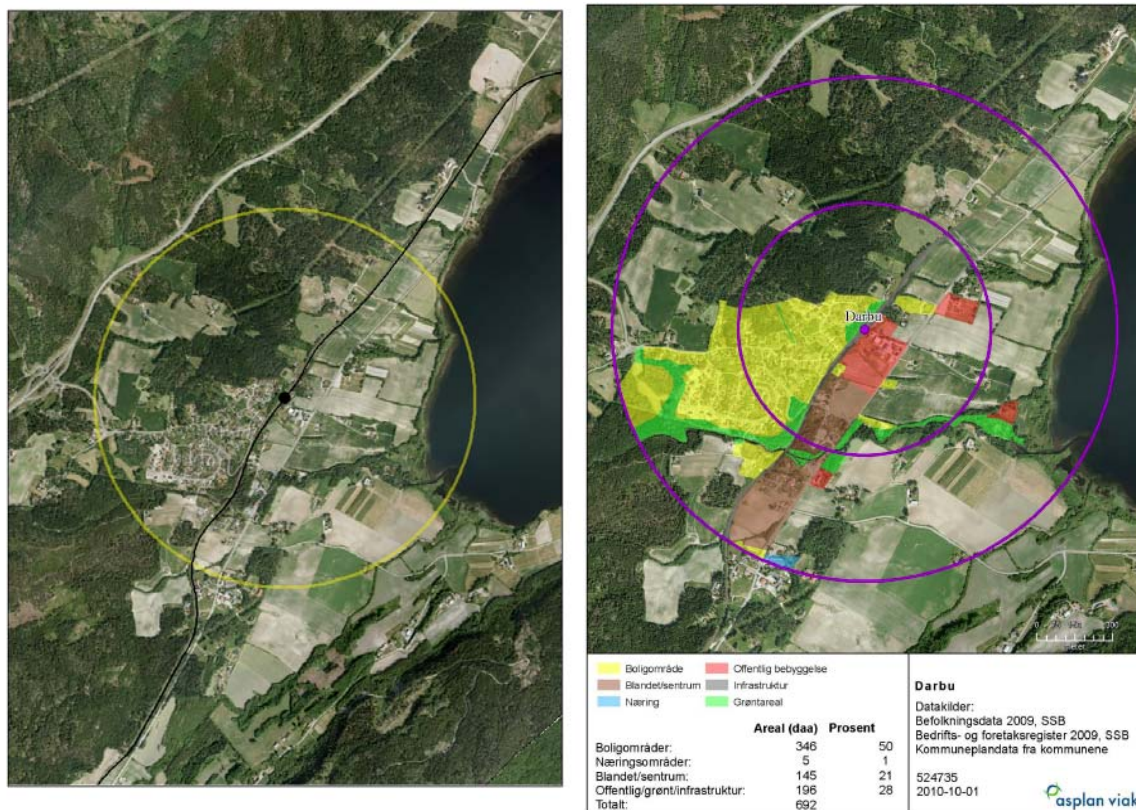 Darbu
meter
Boligområde
Offentlig bebyggelse
Blandet/sentrum
Infrastruktur
Næring
Grøntareal
Areal (daa) Prosent
Boligområder: 346 50
Næringsområder: 5 1
Blandet/sentrum: 145 21
Offentlig/grønt/infrastruktur: 196 28
Totalt: 692
Darbu
Datakilder:
Befolkningsdata 2009, SSB
Bedrifts- og foretaksregister 2009, SSB
Kommuneplandata fra kommunene
524735
2010-10-01
asplan viak